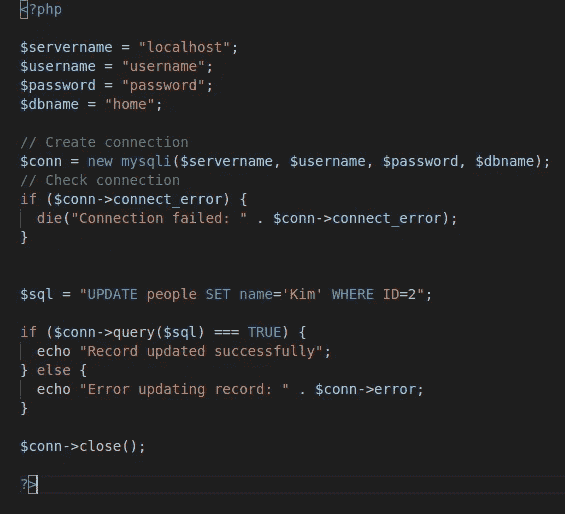 <?php
$servername = "localhost";
$username = "username";
$password = "password";
$dbname = "home";
// Create connection
$conn = new mysqli($servername, $username, $password, $dbname);
// Check connection
if ($conn->connect_error) {
die("Connection failed: " . $conn->connect_error);
}
$sql = "UPDATE people SET name='Kim' WHERE ID=2";
if ($conn->query($sql) === TRUE) {
echo "Record updated successfully";
} else {
echo "Error updating record: " . $conn->error;
}
$conn->close();
?>